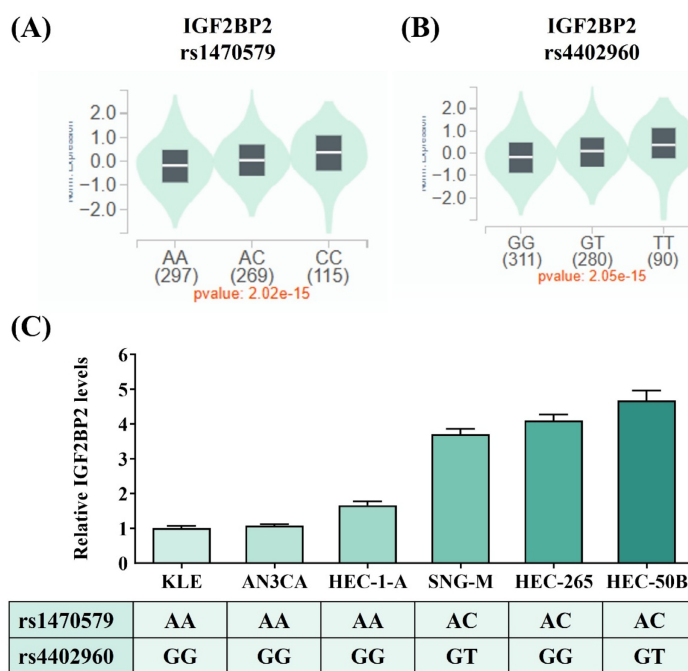 (A)
IGF2BP2
rs1470579
Norm. Expression
2.0
1.0
0.0
−1.0
−2.0
AA AC CC
(297) (269) (115)
pvalue: 2.02e-15
(B)
IGF2BP2
rs4402960
Norm. Expression
2.0
1.0
0.0
−1.0
−2.0
GG GT TT
(311) (280) (90)
pvalue: 2.05e-15
(C)
Relative IGF2BP2 levels
6
5
4
3
2
1
0
KLE AN3CA HEC-1-A SNG-M HEC-265 HEC-50B
rs1470579 AA AA AA AC AC AC
rs4402960 GG GG GG GT GG GT